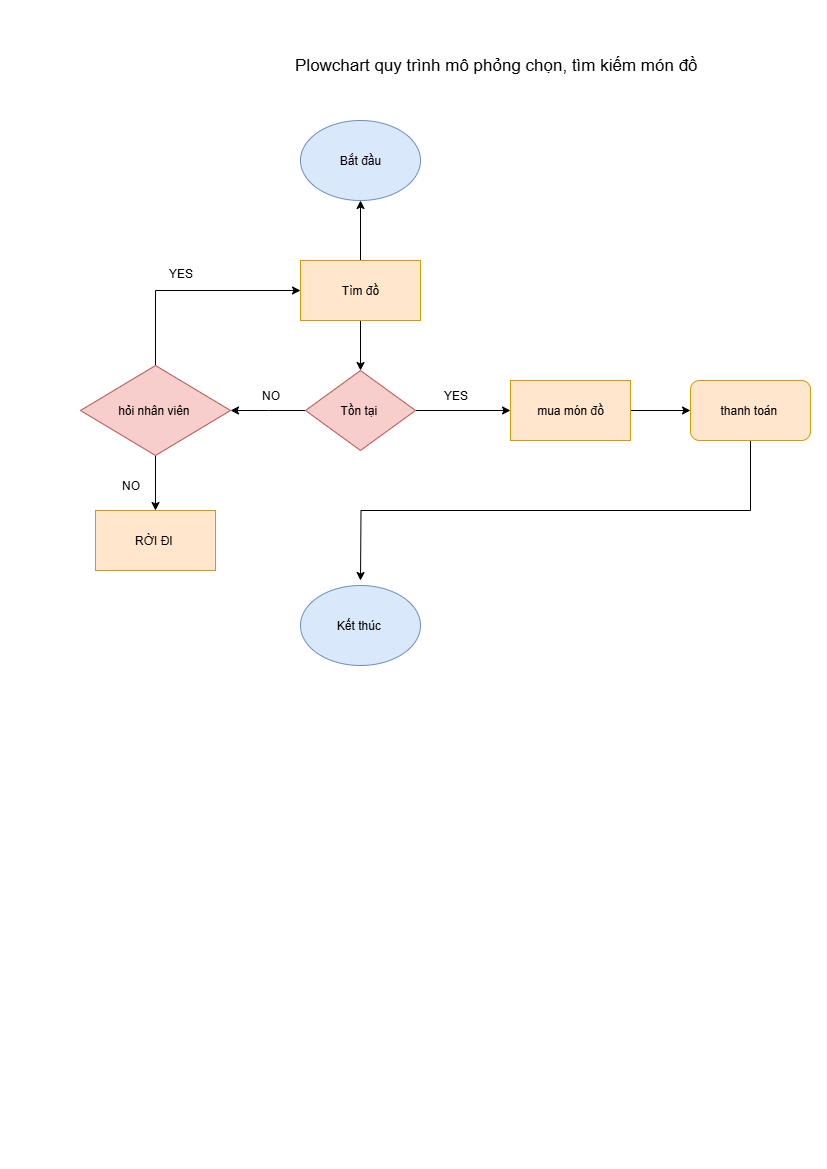 Plowchart quy trình mô phỏng chọn, tìm kiếm món đồ
Bắt đầu
YES
Tìm đồ
hỏi nhân viên
NO
Tồn tại
YES
mua món đồ
thanh toán
NO
RỜI ĐI
Kết thúc